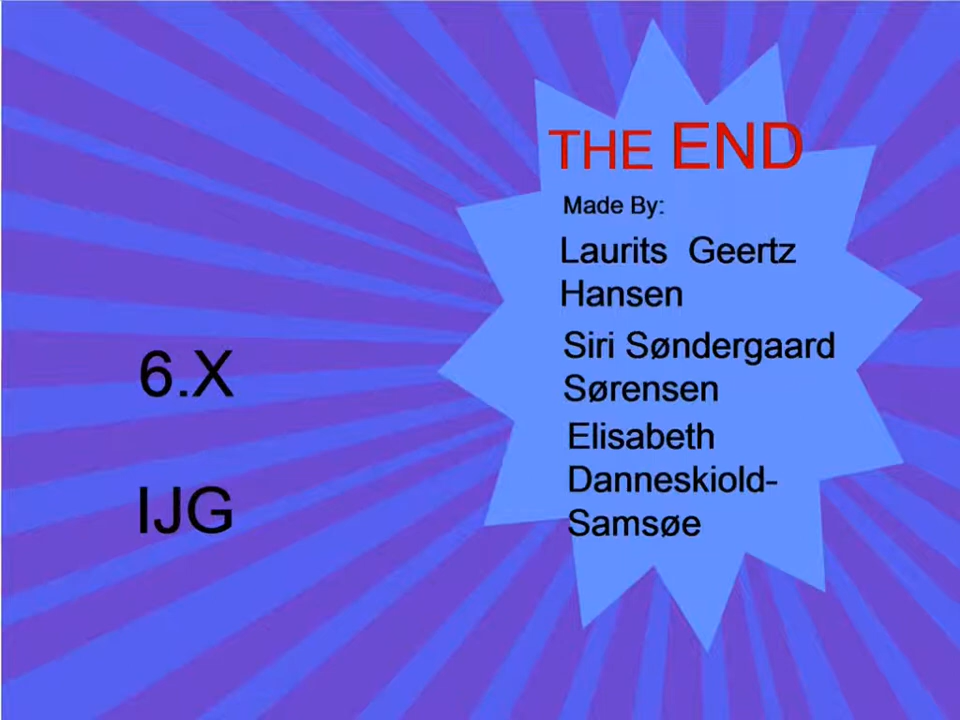 THE END
Made By:
Laurits Geertz
Hansen
Siri Søndergaard
Sørensen
Elisabeth
Danneskiold-
Samsøe
6.X
IJG